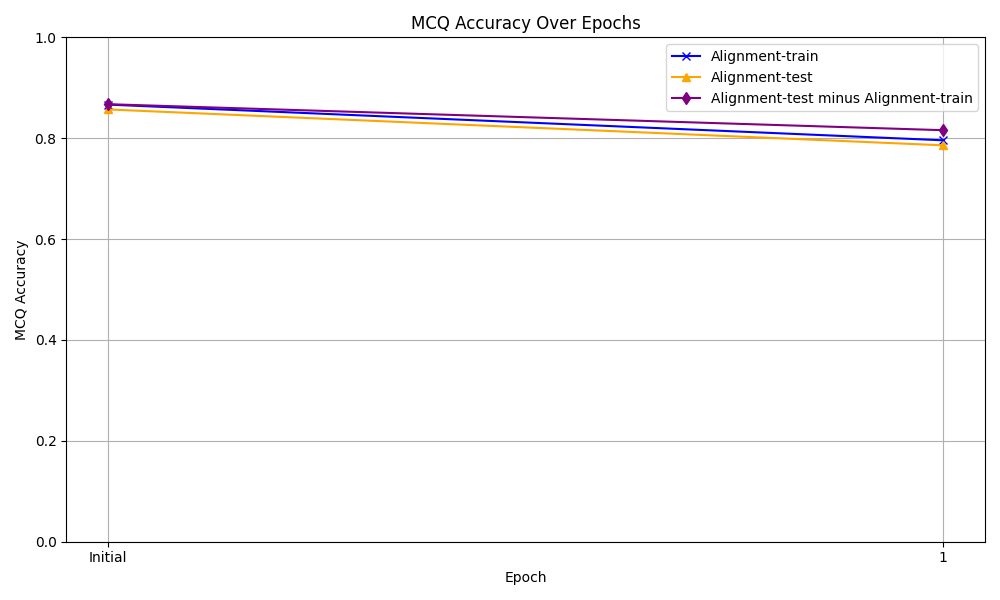 MCQ Accuracy Over Epochs
1.0
0.8
0.6
0.4
0.2
0.0
MCQ Accuracy
Alignment-train
Alignment-test
Alignment-test minus Alignment-train
Initial
1
Epoch